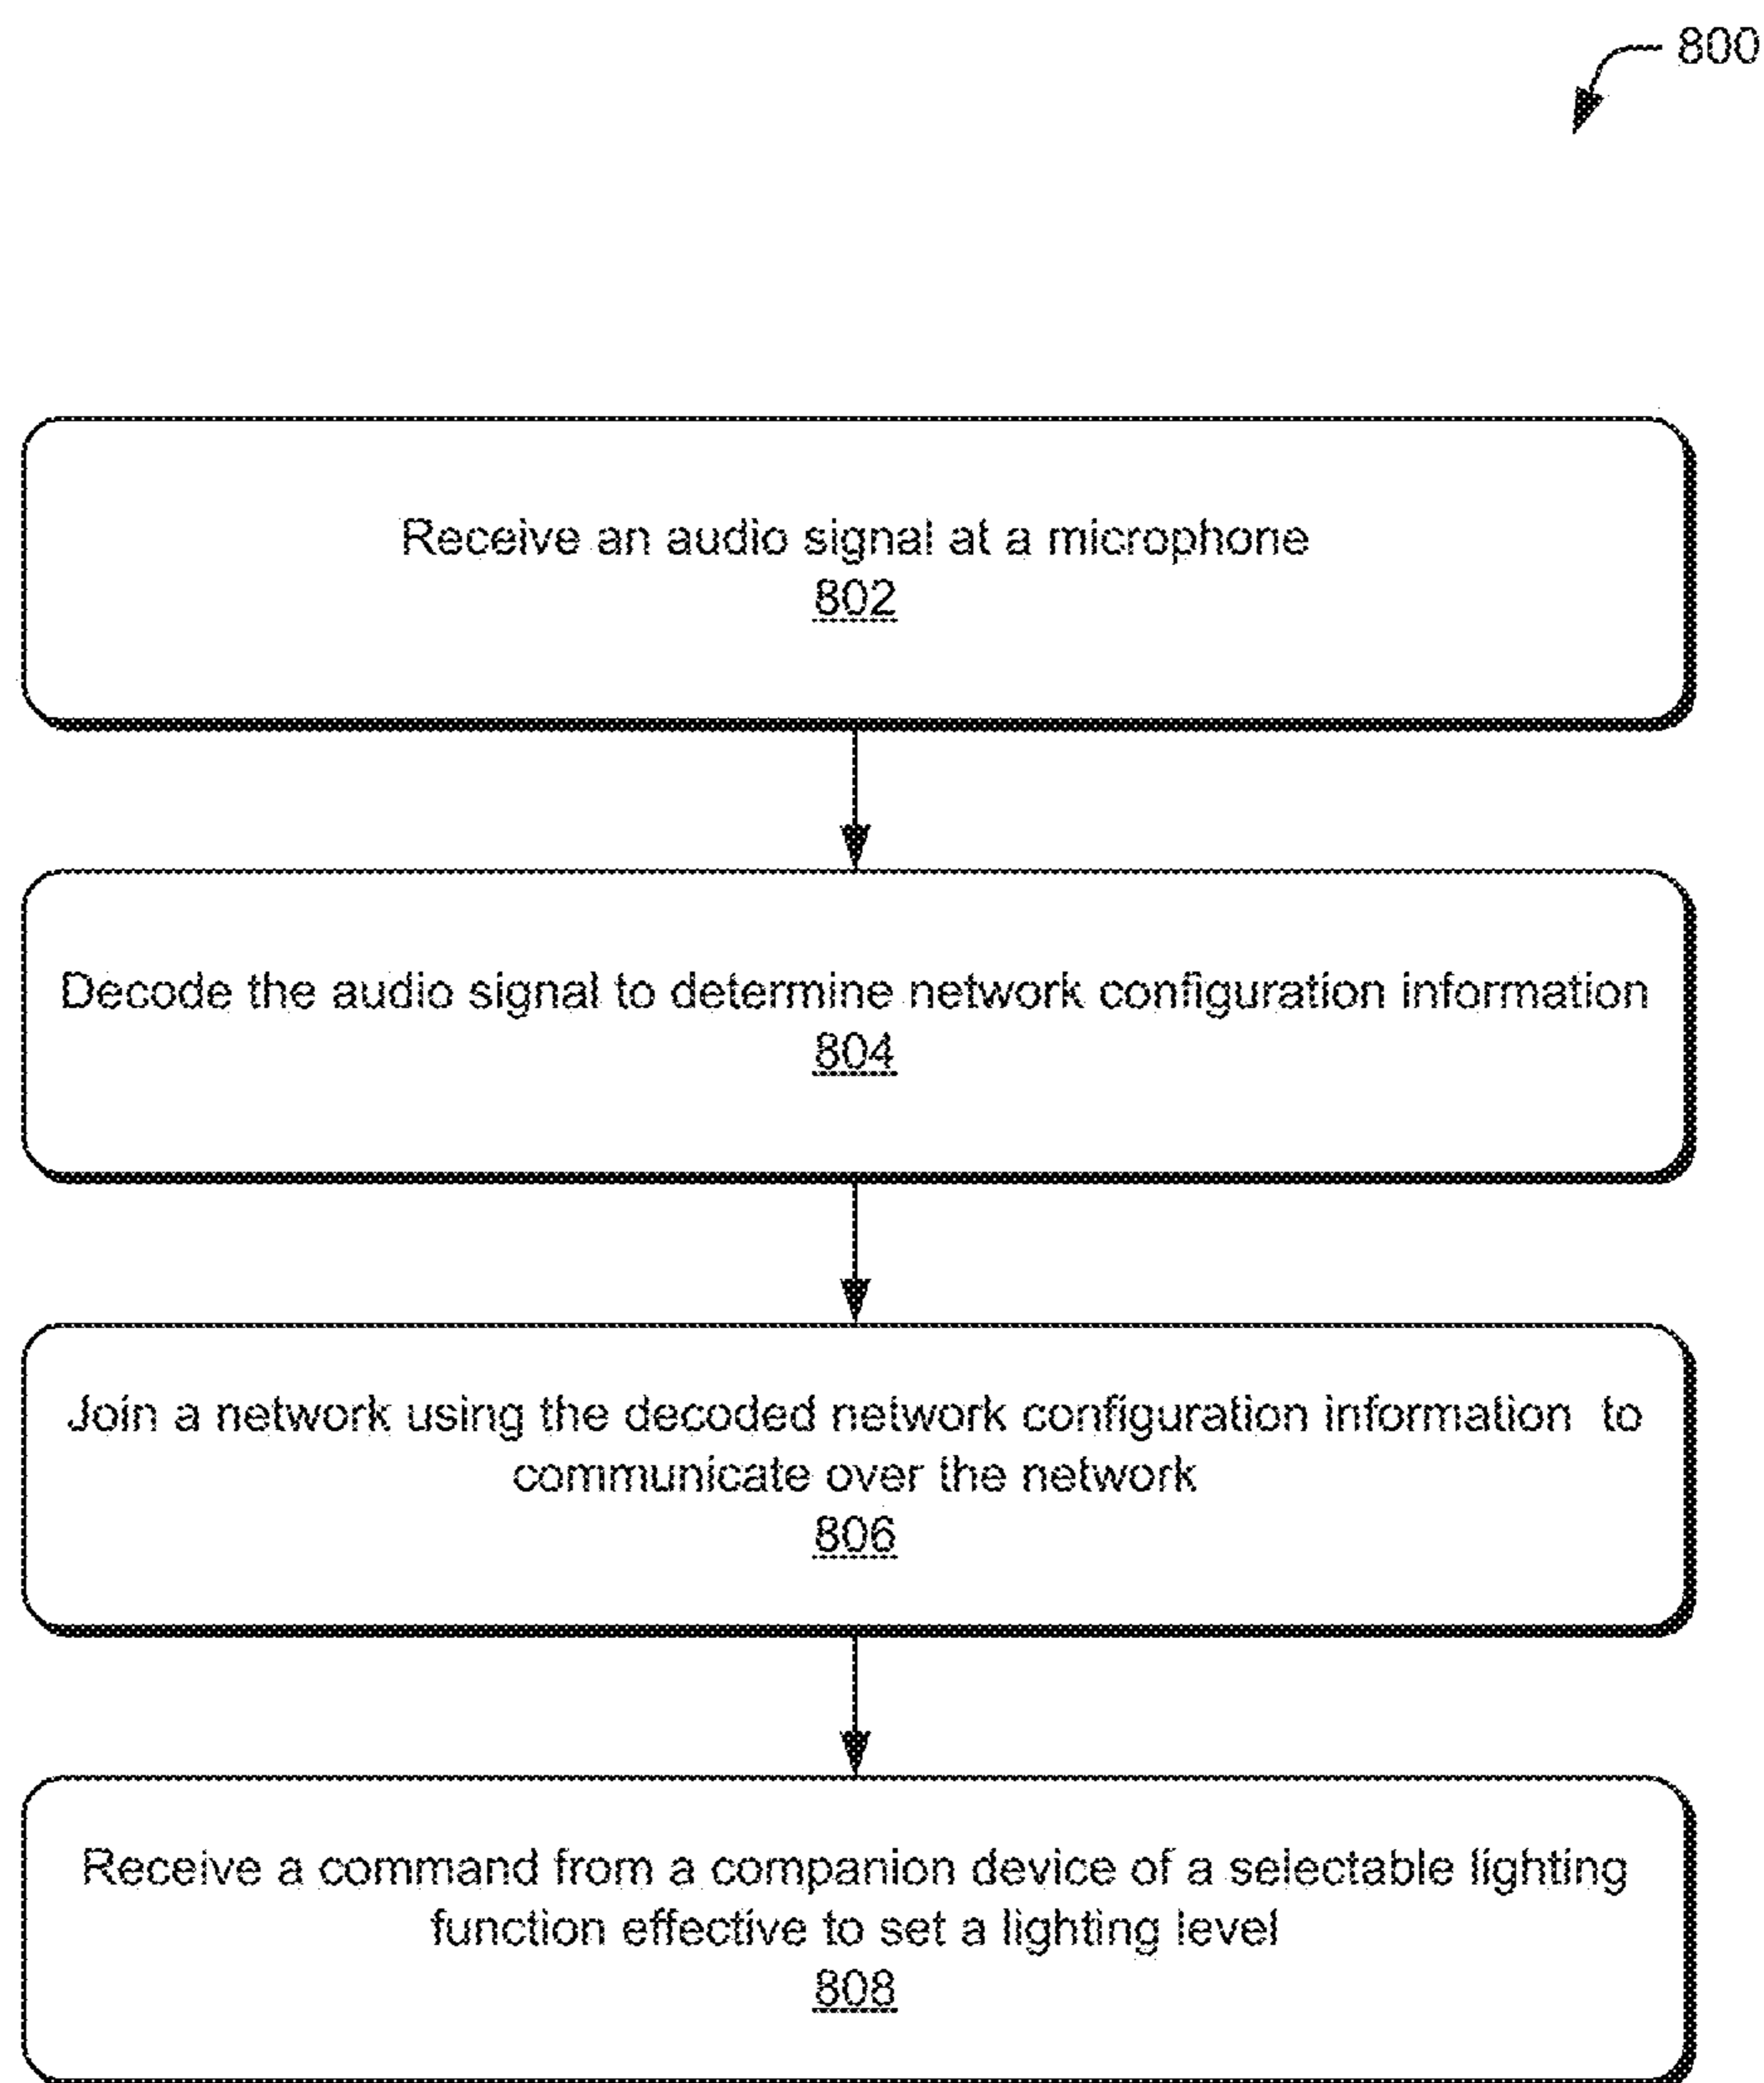 800
Receive an audio signal at a microphone
802
Decode the audio signal to determine network configuration information
804
Join a network using the decoded network configuration information to
communicate over the network
806
Receive a command from a companion device of a selectable lighting
function effective to set a lighting level
808